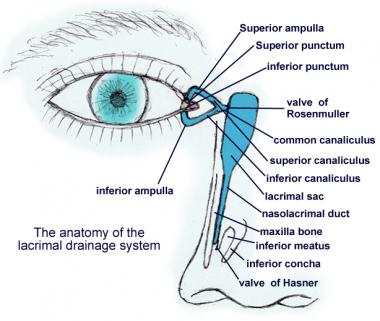 Superior ampulla
Superior punctum
inferior punctum
valve of
Rosenmuller
common canaliculus
superior canaliculus
inferior canaliculus
lacrimal sac
nasolacrimal duct
maxilla bone
inferior meatus
inferior concha
valve of Hasner
inferior ampulla
The anatomy of the
lacrimal drainage system